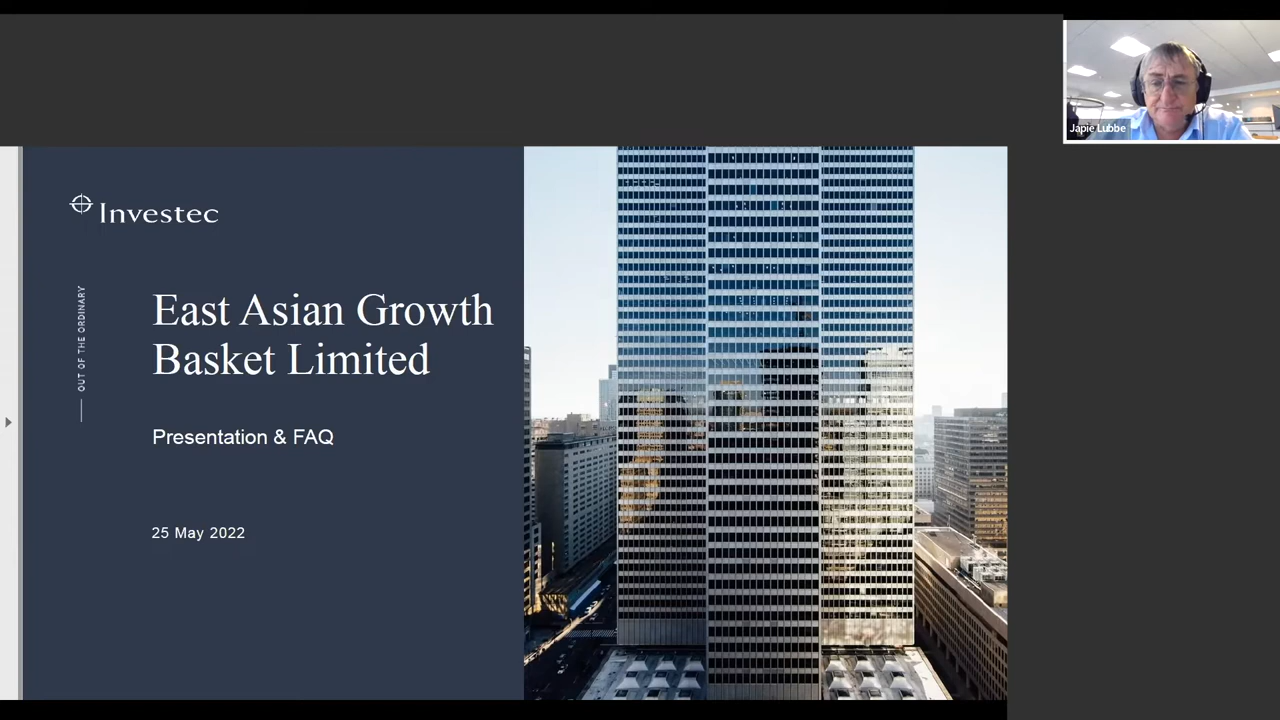 Investec
OUT OF THE ORDINARY
East Asian Growth
Basket Limited
Presentation & FAQ
25 May 2022
Japie Lubbe